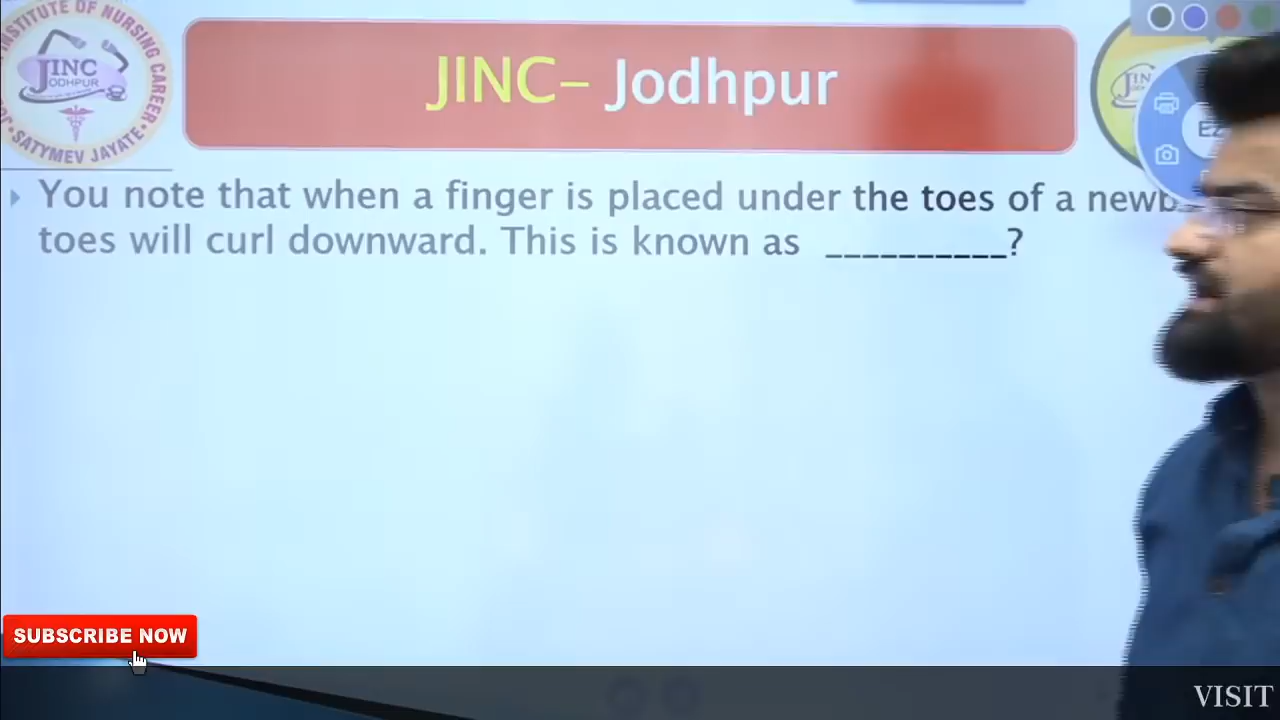 INSTITUTE OF NURSING CAREER
JINC
JODHPUR
SATYMEV JAYATE
JINC- Jodhpur
JIN
You note that when a finger is placed under the toes of a
toes will curl downward. This is known as __________?
SUBSCRIBE NOW
VISIT